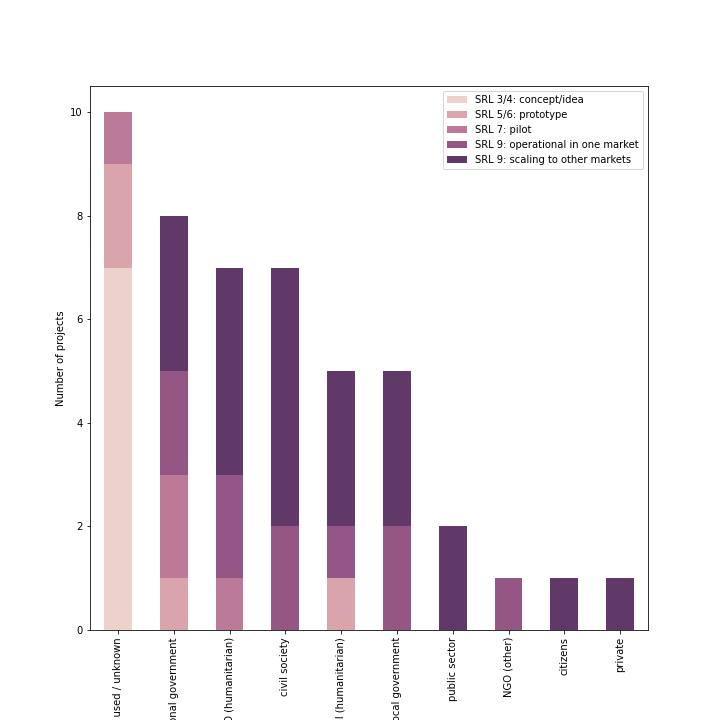 SRL 3/4: concept/idea
SRL 5/6: prototype
SRL 7: pilot
SRL 9: operational in one market
SRL 9: scaling to other markets
Number of projects
10
8
6
4
2
0
used / unknown
government
(humanitarian)
civil society
(humanitarian)
government
public sector
NGO (other)
citizens
private